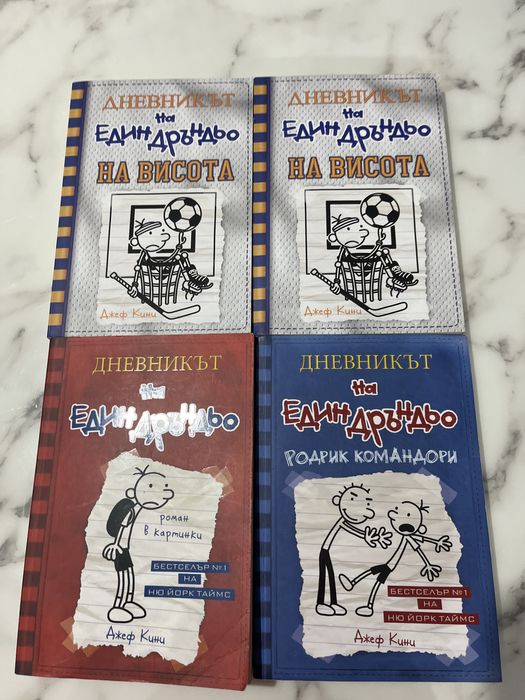 ДНЕВНИКЪТ
на
ЕДИН ДРЪНДЬО
НА ВИСОТА
Джеф Кини
ДНЕВНИКЪТ
на
ЕДИН ДРЪНДЬО
НА ВИСОТА
Джеф Кини
ДНЕВНИКЪТ
на
ЕДИН ДРЪНДЬО
роман
в картинки
БЕСТСЕЛЪР №1
НА
НЮ ЙОРК ТАЙМС
Джеф Кини
ДНЕВНИКЪТ
на
ЕДИН ДРЪНДЬО
РОДРИК КОМАНДОРИ
БЕСТСЕЛЪР №1
НА
НЮ ЙОРК ТАЙМС
Джеф Кини